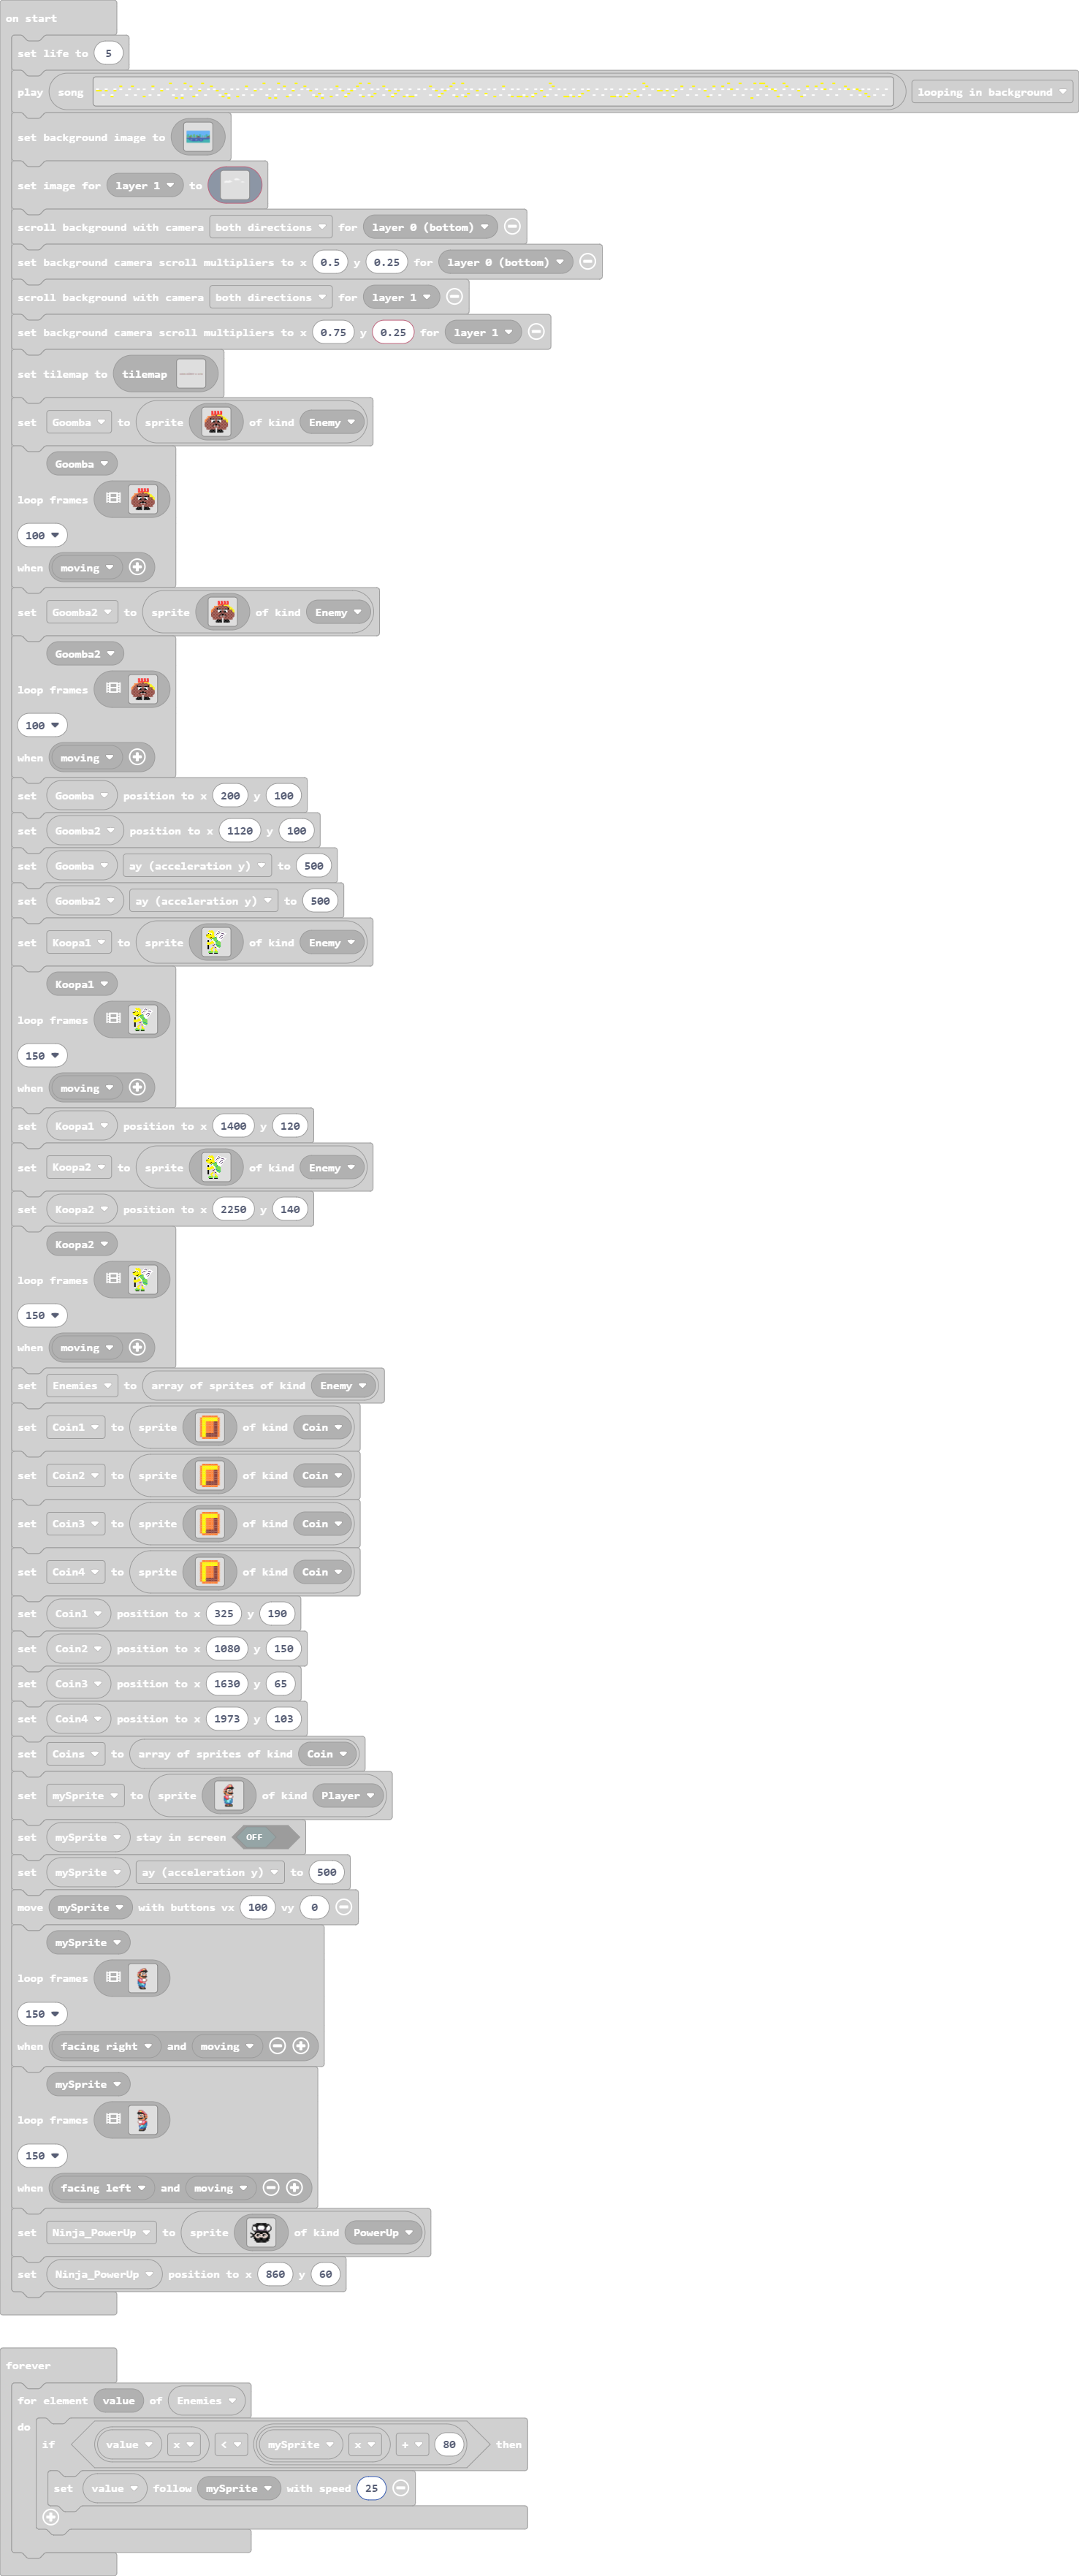 on start
set life to 5
play song looping in background
set background image to
set image for layer 1 to
scroll background with camera both directions for layer 0 (bottom)
set background camera scroll multipliers to x 0.5 y 0.25 for layer 0 (bottom)
scroll background with camera both directions for layer 1
set background camera scroll multipliers to x 0.75 y 0.25 for layer 1
set tilemap to tilemap
set Goomba to sprite of kind Enemy
Goomba
loop frames
100
when moving
set Goomba2 to sprite of kind Enemy
Goomba2
loop frames
100
when moving
set Goomba position to x 200 y 100
set Goomba2 position to x 1120 y 100
set Goomba ay (acceleration y) to 500
set Goomba2 ay (acceleration y) to 500
set Koopa1 to sprite of kind Enemy
Koopa1
loop frames
150
when moving
set Koopa1 position to x 1400 y 120
set Koopa2 to sprite of kind Enemy
set Koopa2 position to x 2250 y 140
Koopa2
loop frames
150
when moving
set Enemies to array of sprites of kind Enemy
set Coin1 to sprite of kind Coin
set Coin2 to sprite of kind Coin
set Coin3 to sprite of kind Coin
set Coin4 to sprite of kind Coin
set Coin1 position to x 325 y 190
set Coin2 position to x 1080 y 150
set Coin3 position to x 1630 y 65
set Coin4 position to x 1973 y 103
set Coins to array of sprites of kind Coin
set mySprite to sprite of kind Player
set mySprite stay in screen OFF
set mySprite ay (acceleration y) to 500
move mySprite with buttons vx 100 vy 0
mySprite
loop frames
150
when facing right and moving
mySprite
loop frames
150
when facing left and moving
set Ninja_PowerUp to sprite of kind PowerUp
set Ninja_PowerUp position to x 860 y 60
forever
for element value of Enemies
do
if value x < mySprite x + 80 then
set value follow mySprite with speed 25